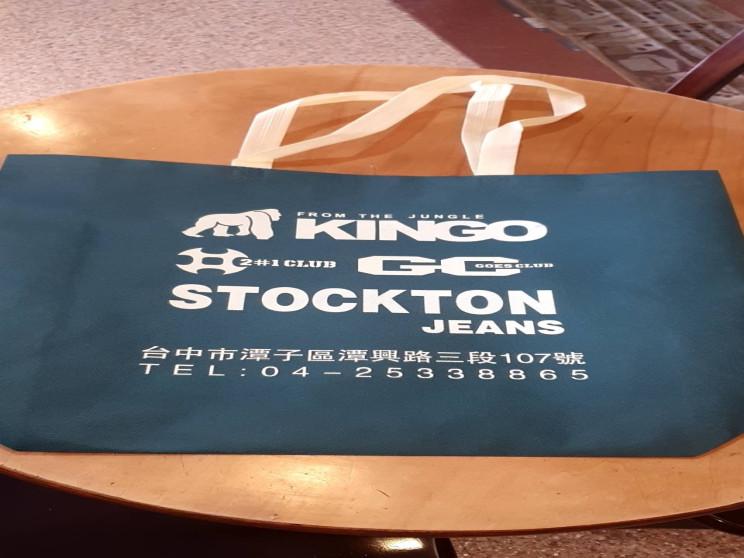 FROM THE JUNGLE
KINGO
2#1 CLUB
GC GOES CLUB
STOCKTON
JEANS
台中市潭子區潭興路三段107號
TEL:04-25338865